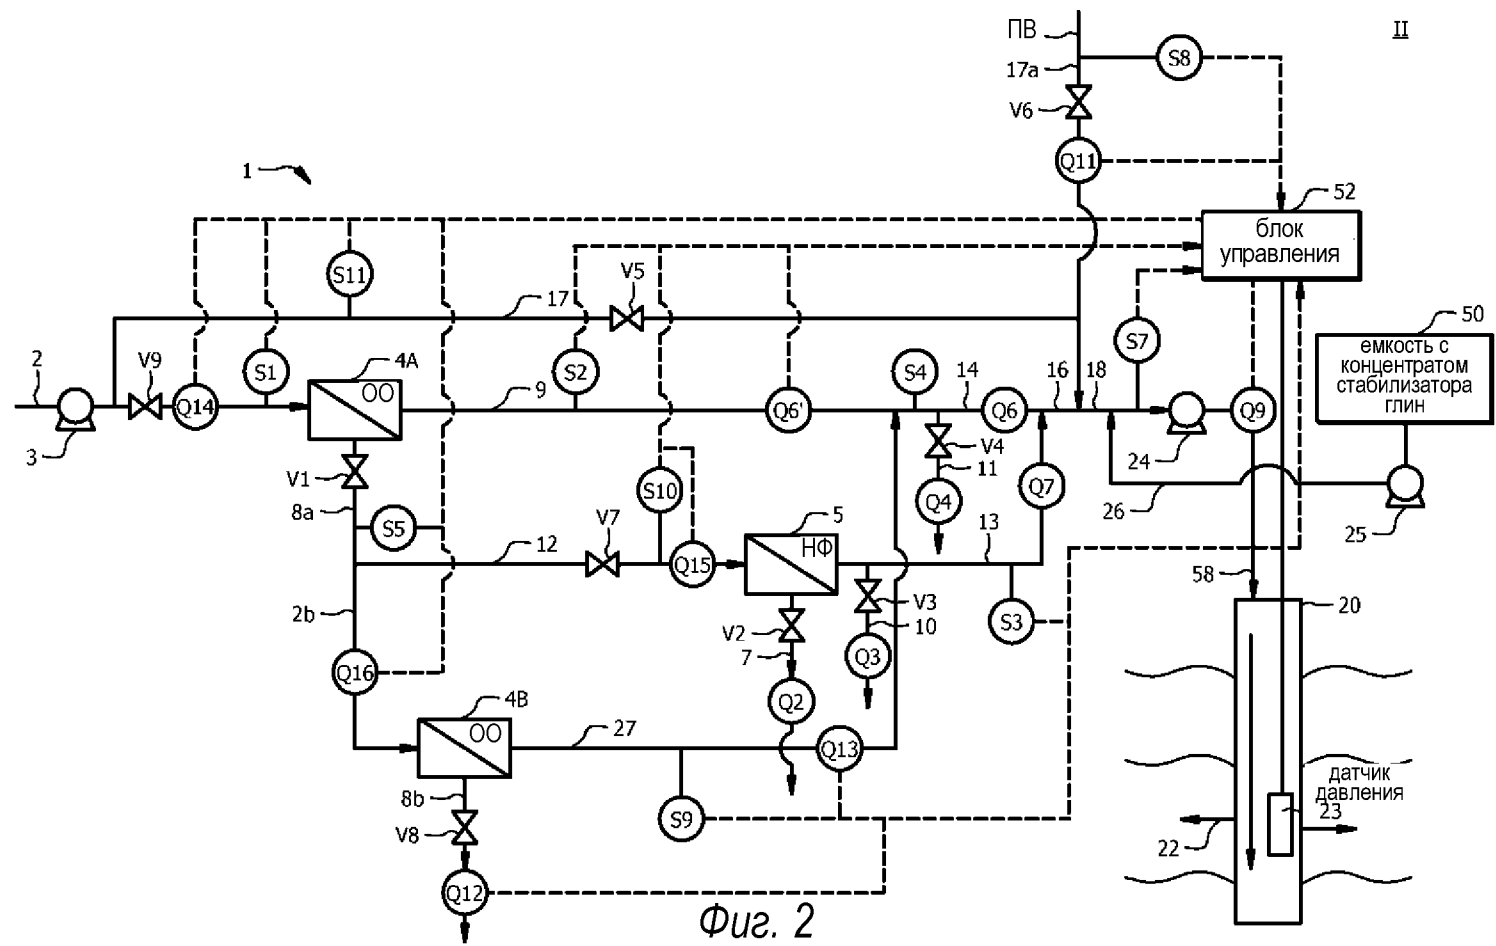 ПВ
II
17a
S8
V6
Q11
1
52
блок
управления
S11
V5
17
S7
50
емкость с
концентратом
стабилизатора
глин
2
V9
S1
4A
ОО
9
S2
S4
14
16
18
Q14
Q6'
Q6
Q9
3
V4
24
V1
11
8a
S10
Q4
Q7
26
25
S5
V7
5
НФ
13
12
Q15
58
2b
V2
V3
10
S3
20
7
Q3
Q16
Q2
4B
ОО
27
Q13
8b
V8
S9
датчик
давления
23
22
Q12
Фиг. 2